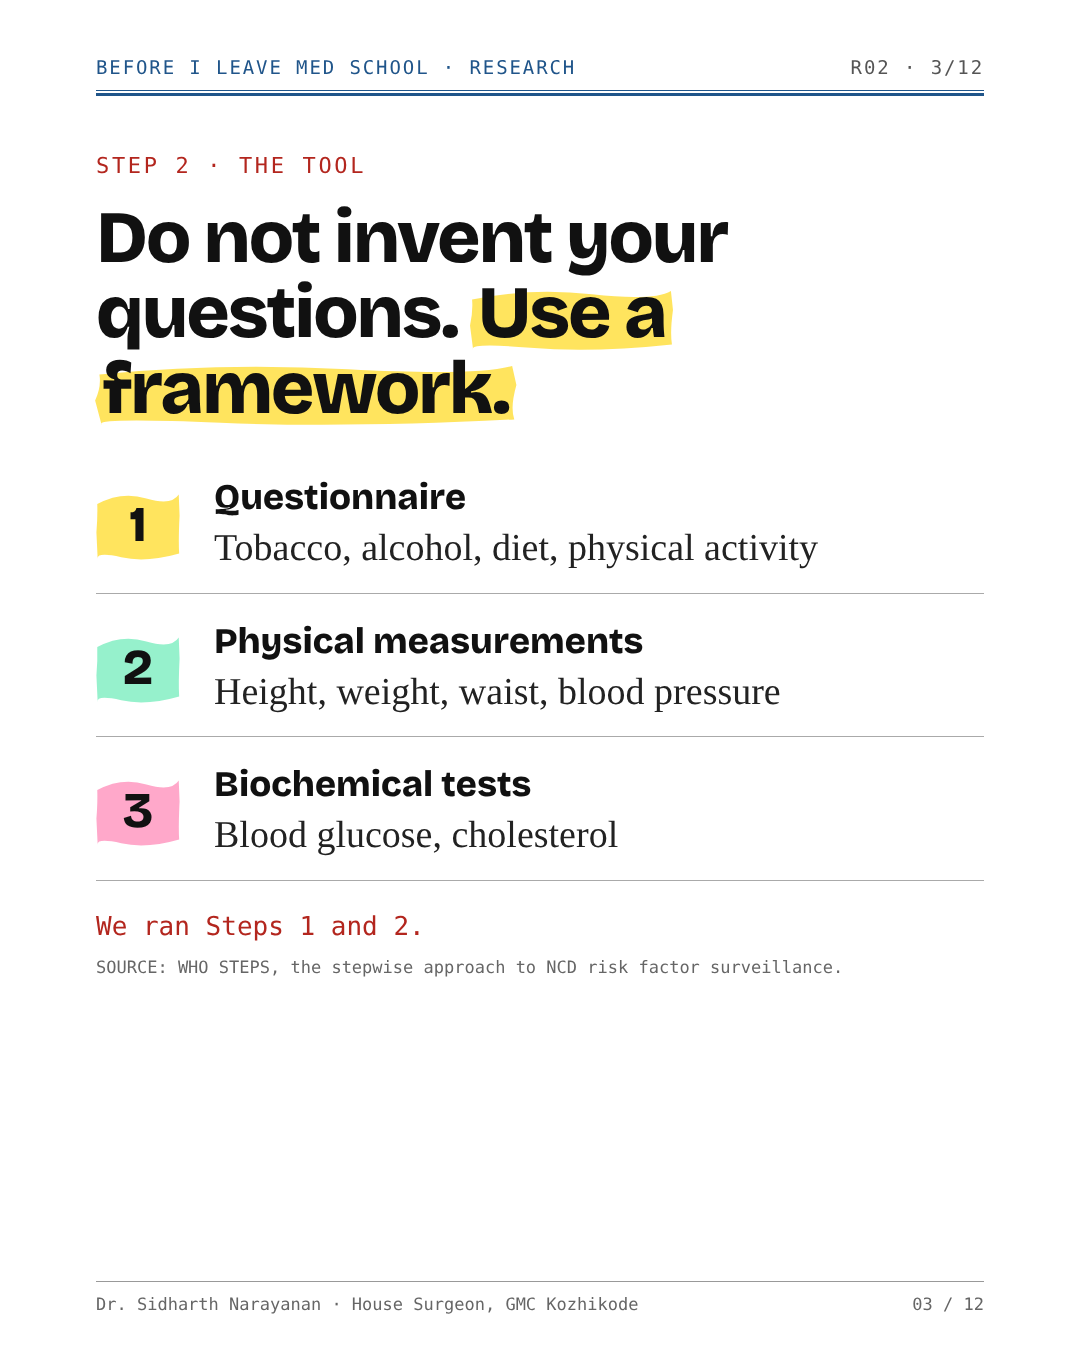 BEFORE I LEAVE MED SCHOOL · RESEARCH
R02 · 3/12
STEP 2 · THE TOOL
Do not invent your
questions. Use a
framework.
1
Questionnaire
Tobacco, alcohol, diet, physical activity
2
Physical measurements
Height, weight, waist, blood pressure
3
Biochemical tests
Blood glucose, cholesterol
We ran Steps 1 and 2.
SOURCE: WHO STEPS, the stepwise approach to NCD risk factor surveillance.
Dr. Sidharth Narayanan · House Surgeon, GMC Kozhikode
03 / 12